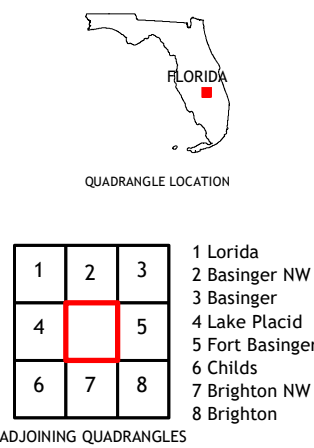 FLORIDA
QUADRANGLE LOCATION
1 2 3
4 5
6 7 8
1 Lorida
2 Basinger NW
3 Basinger
4 Lake Placid
5 Fort Basinger
6 Childs
7 Brighton NW
8 Brighton
ADJOINING QUADRANGLES